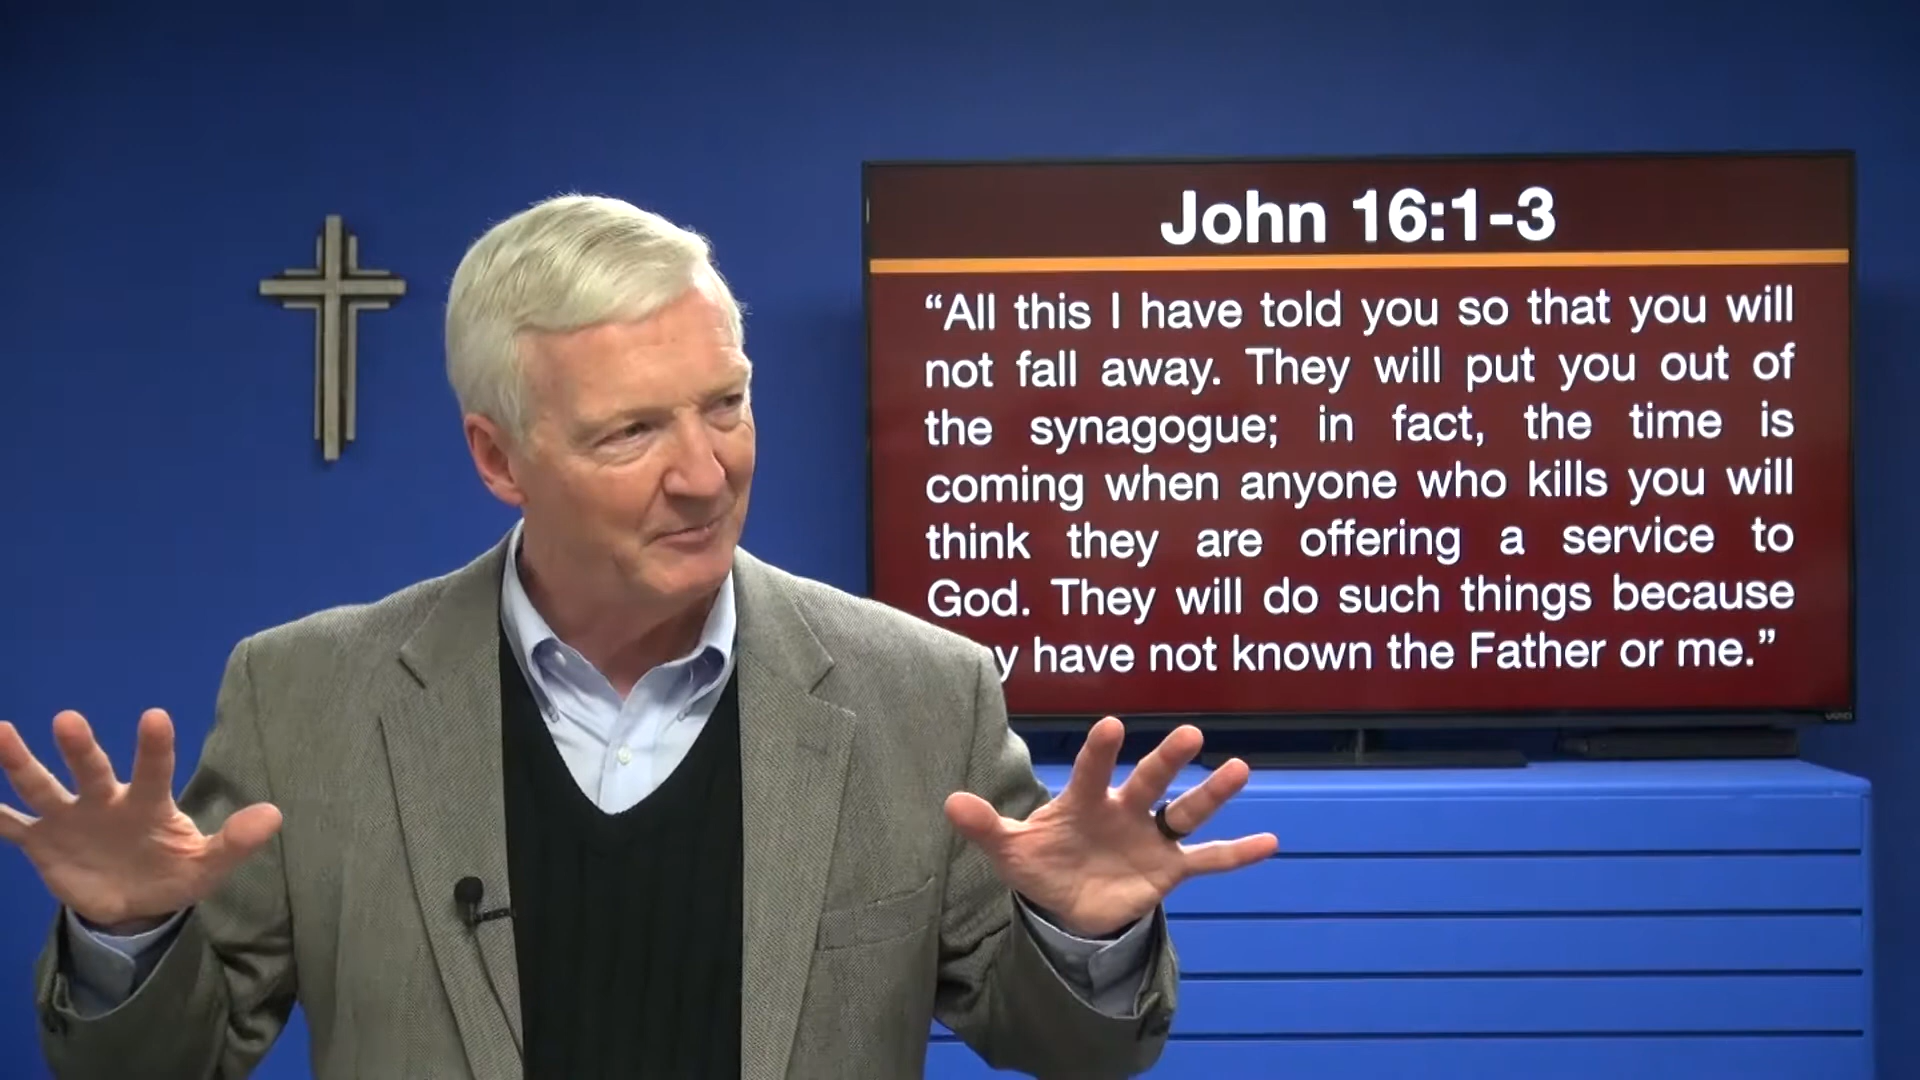 John 16:1-3
“All this I have told you so that you will
not fall away. They will put you out of
the synagogue; in fact, the time is
coming when anyone who kills you will
think they are offering a service to
God. They will do such things because
have not known the Father or me.”
VIZIO